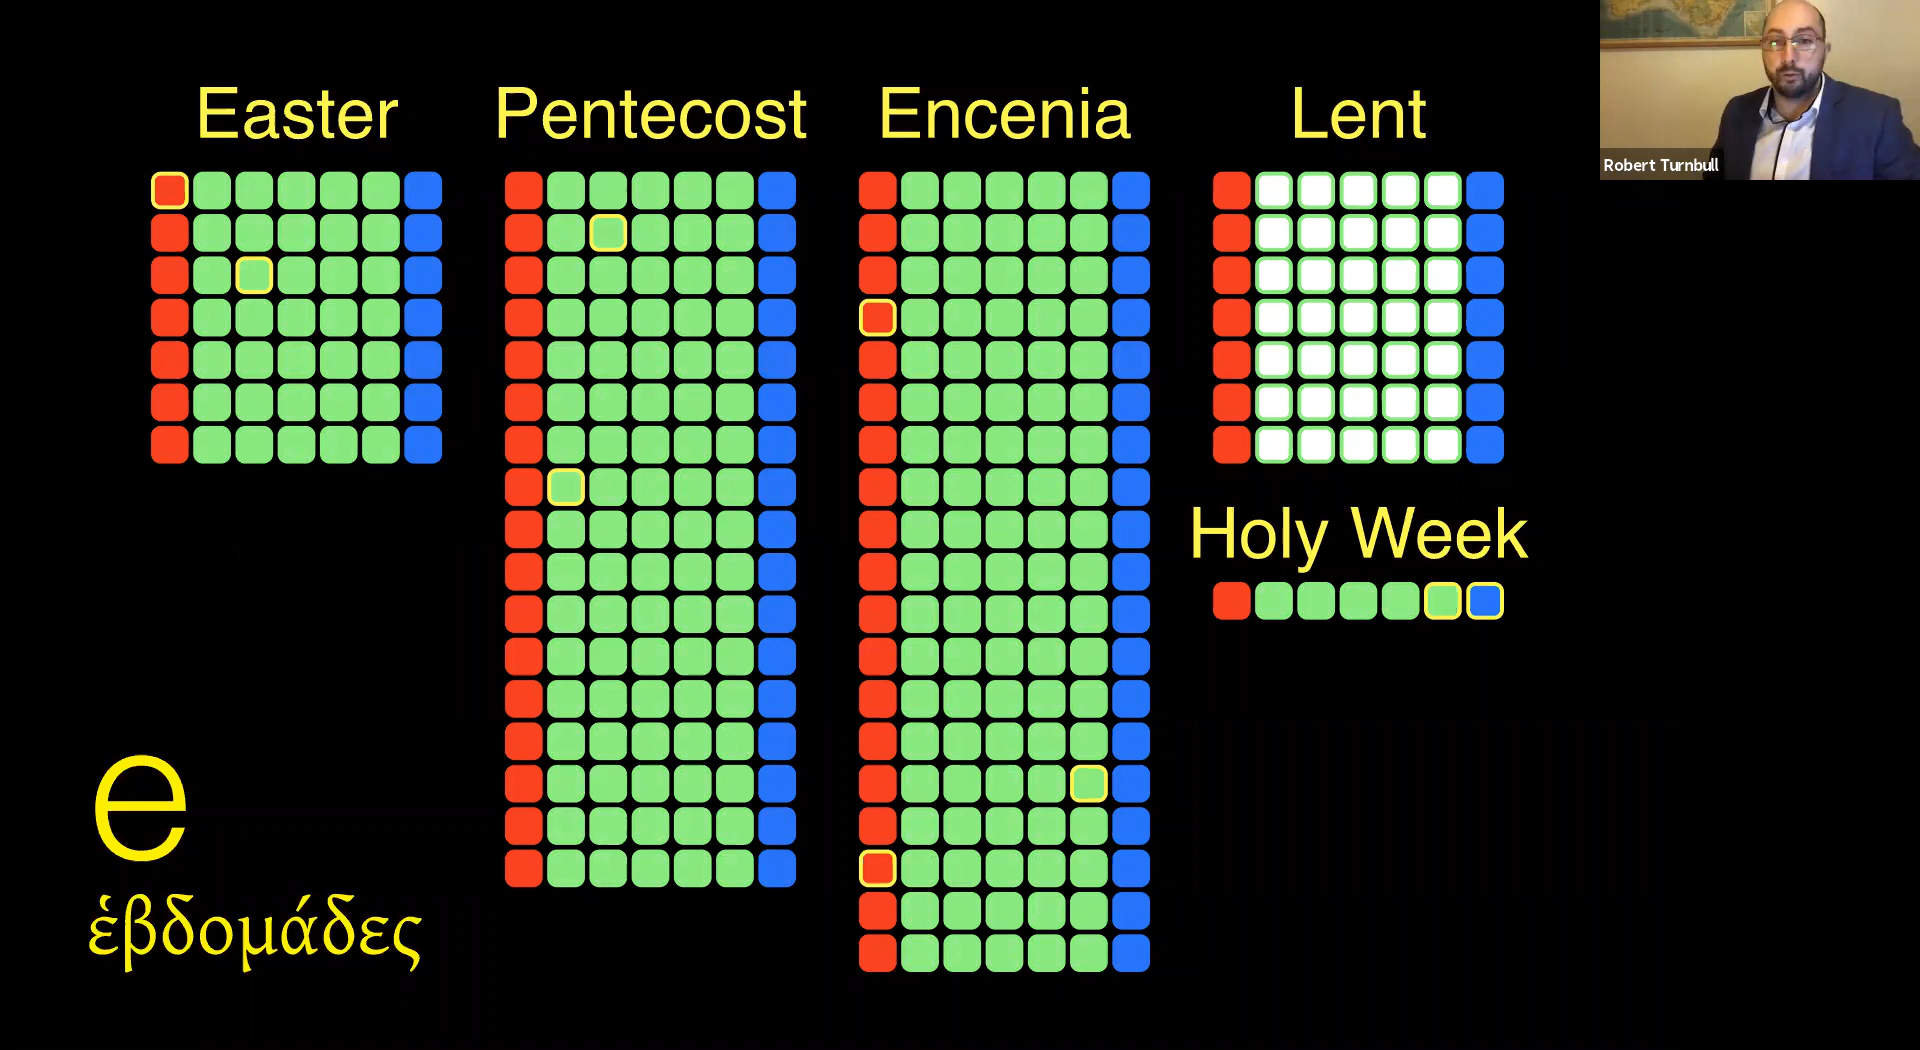 Easter
Pentecost
Encenia
Lent
Robert Turnbull
Holy Week
e
ἑβδομάδες